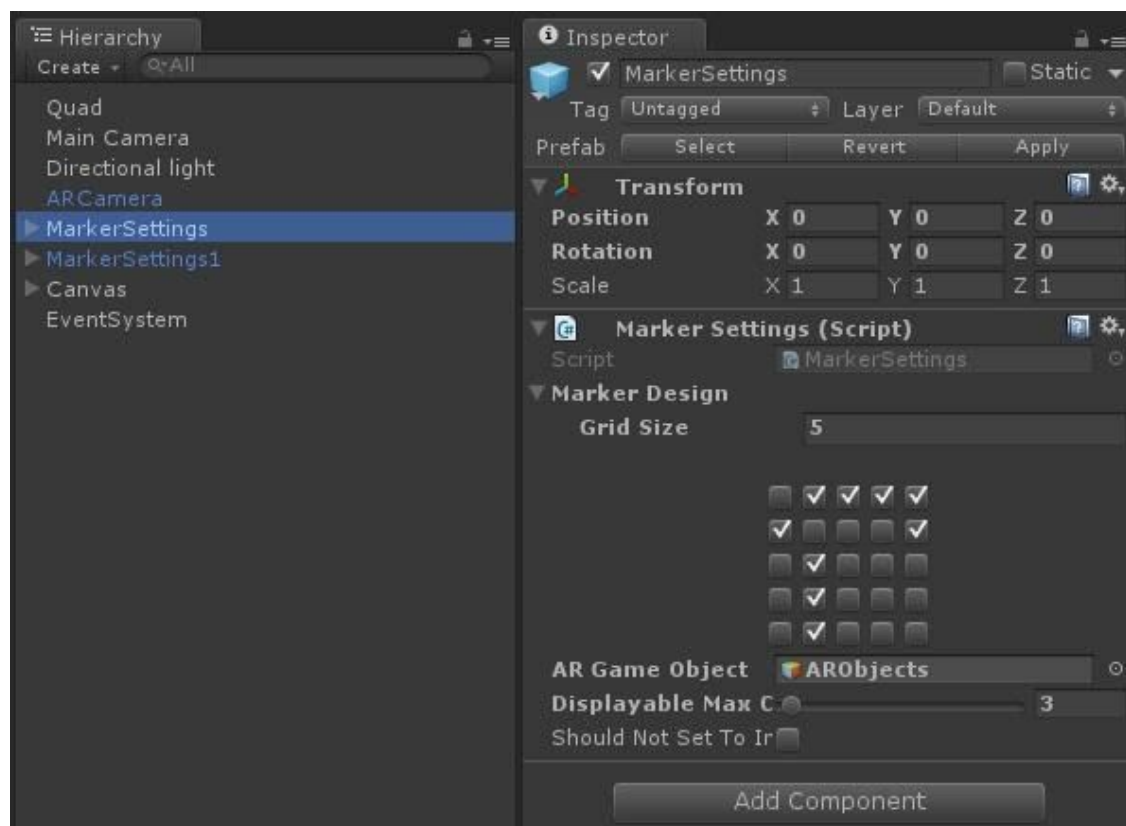 Hierarchy
Create
All
Quad
Main Camera
Directional light
ARCamera
MarkerSettings
MarkerSettings1
Canvas
EventSystem
Inspector
MarkerSettings
Static
Tag Untagged Layer Default
Prefab Select Revert Apply
Transform
Position X 0 Y 0 Z 0
Rotation X 0 Y 0 Z 0
Scale X 1 Y 1 Z 1
Marker Settings (Script)
Script MarkerSettings
Marker Design
Grid Size 5
AR Game Object ARObjects
Displayable Max C 3
Should Not Set To Ir
Add Component